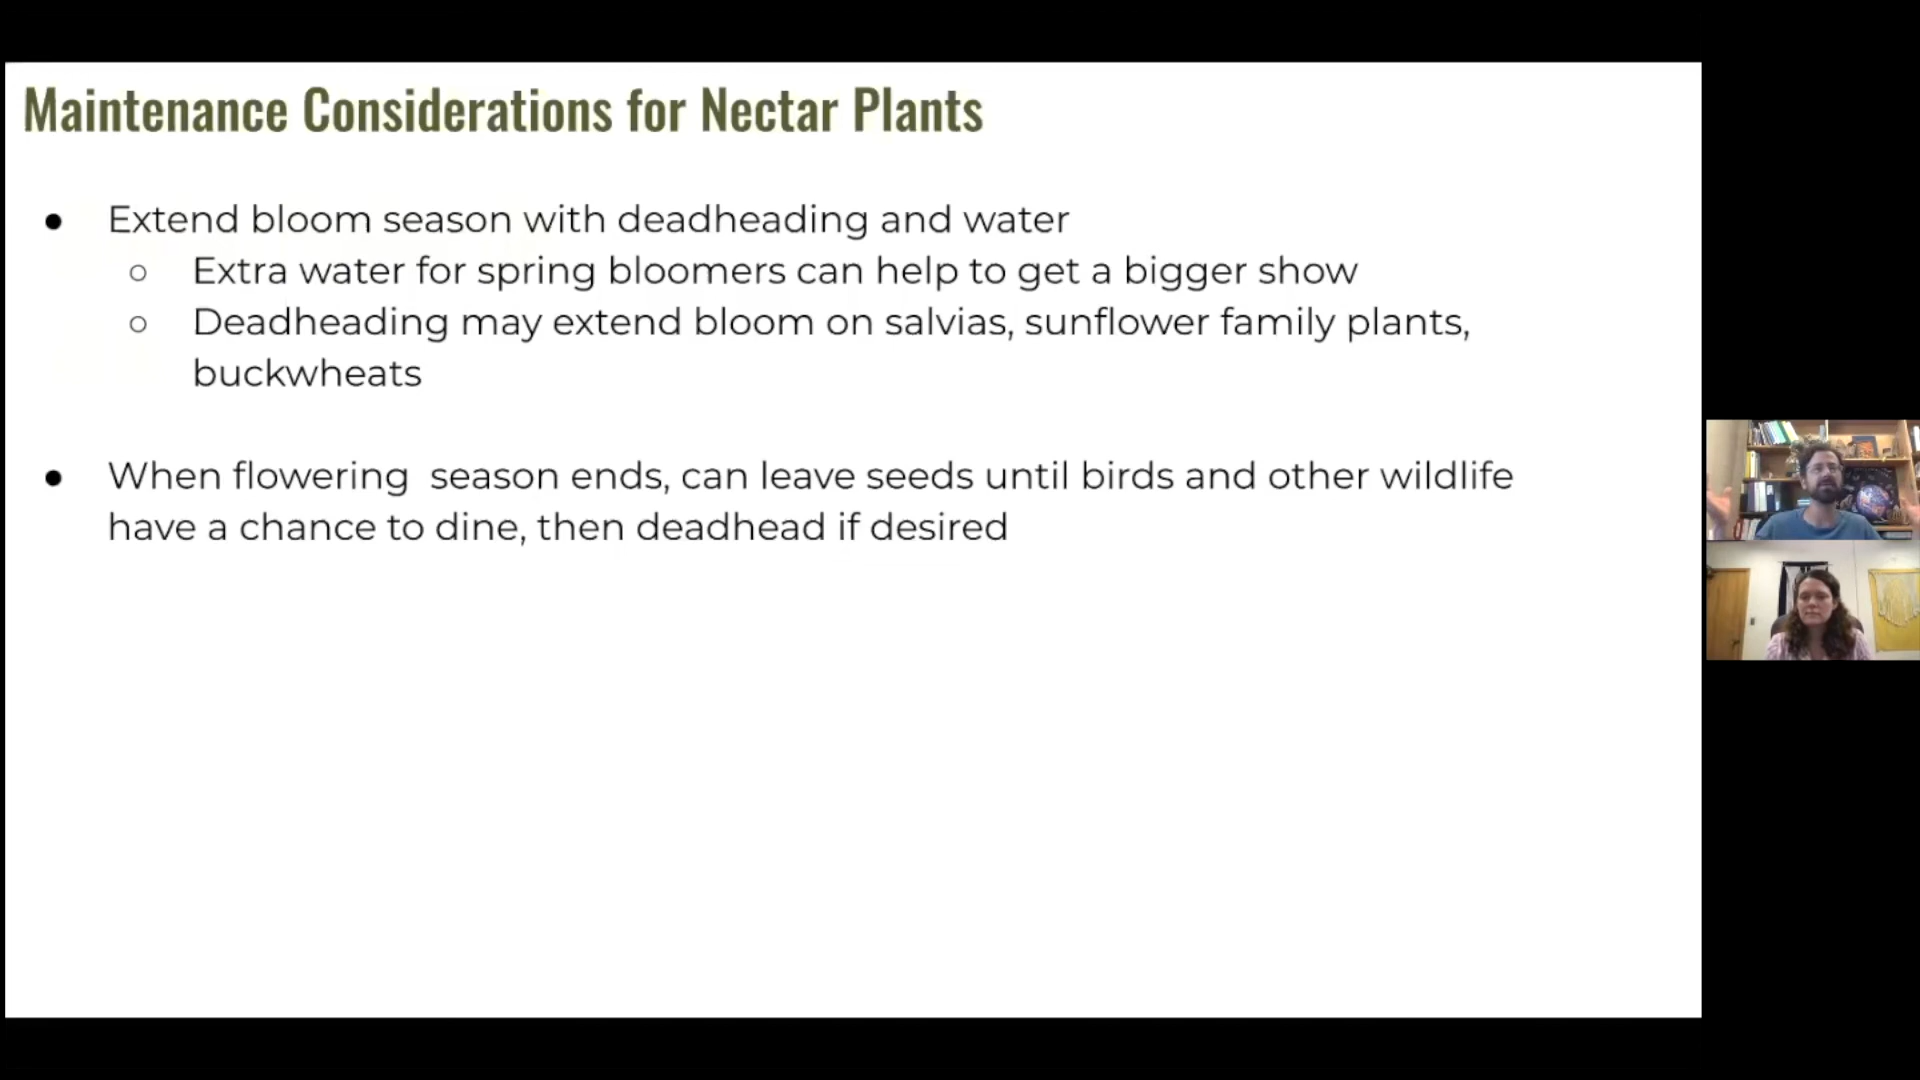 Maintenance Considerations for Nectar Plants
● Extend bloom season with deadheading and water
○ Extra water for spring bloomers can help to get a bigger show
○ Deadheading may extend bloom on salvias, sunflower family plants,
buckwheats
● When flowering  season ends, can leave seeds until birds and other wildlife
have a chance to dine, then deadhead if desired